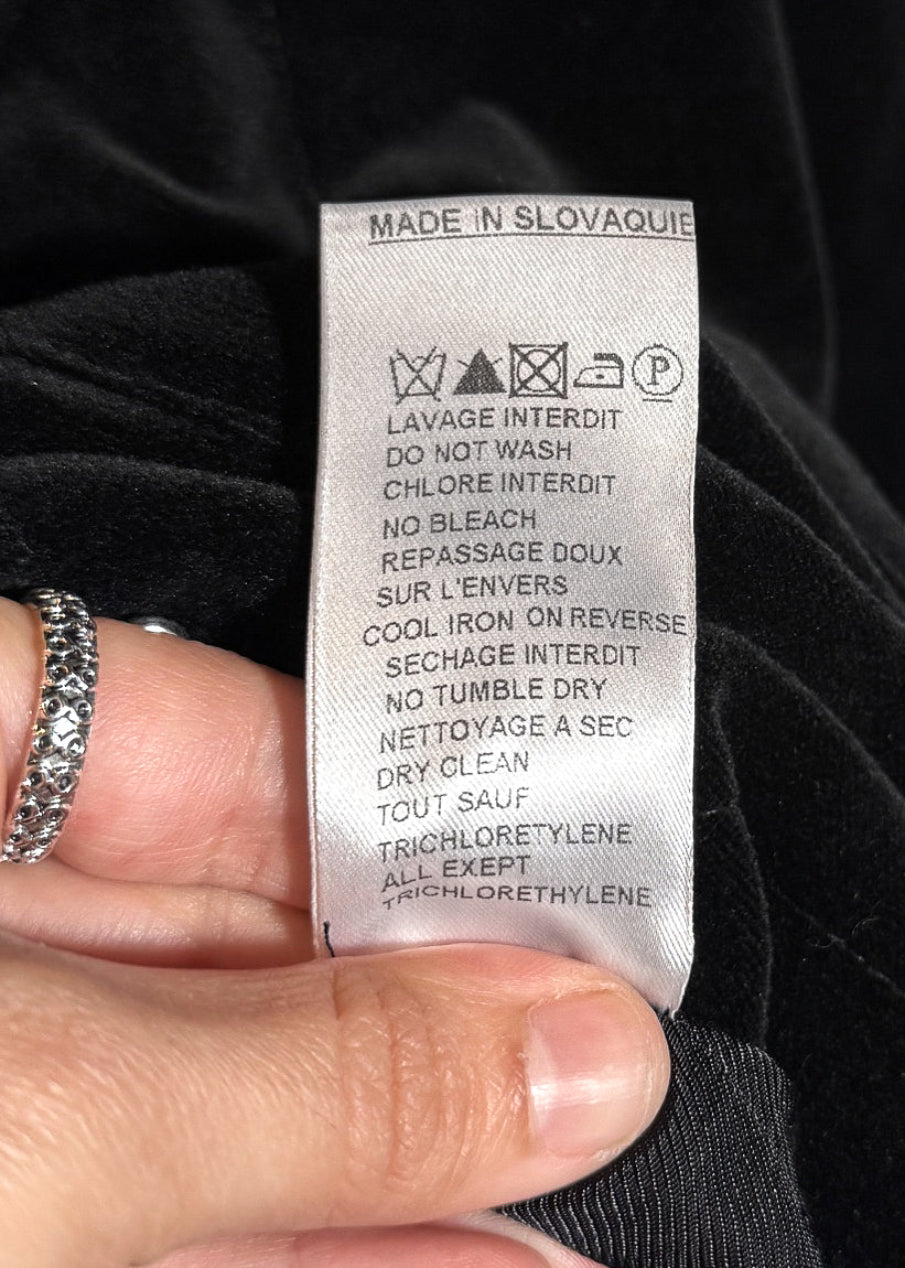 MADE iN SLOVAQUIE
P
LAVAGE INTERDIT
DO NOT WASH
CHLORE INTERDIT
NO BLEACH
REPASSAGE DOUX
SUR L'ENVERS
COOL IRON ON REVERSE
SECHAGE INTERDIT
NO TUMBLE DRY
NETTOYAGE A SEC
DRY CLEAN
TOUT SAUF
TRICHLORETYLENE
ALL EXEPT
TRICHLORETHYLENE